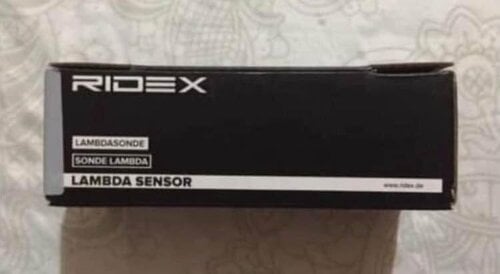 RIDEX
LAMBDASONDE
SONDE LAMBDA
LAMBDA SENSOR
www.ridex.de